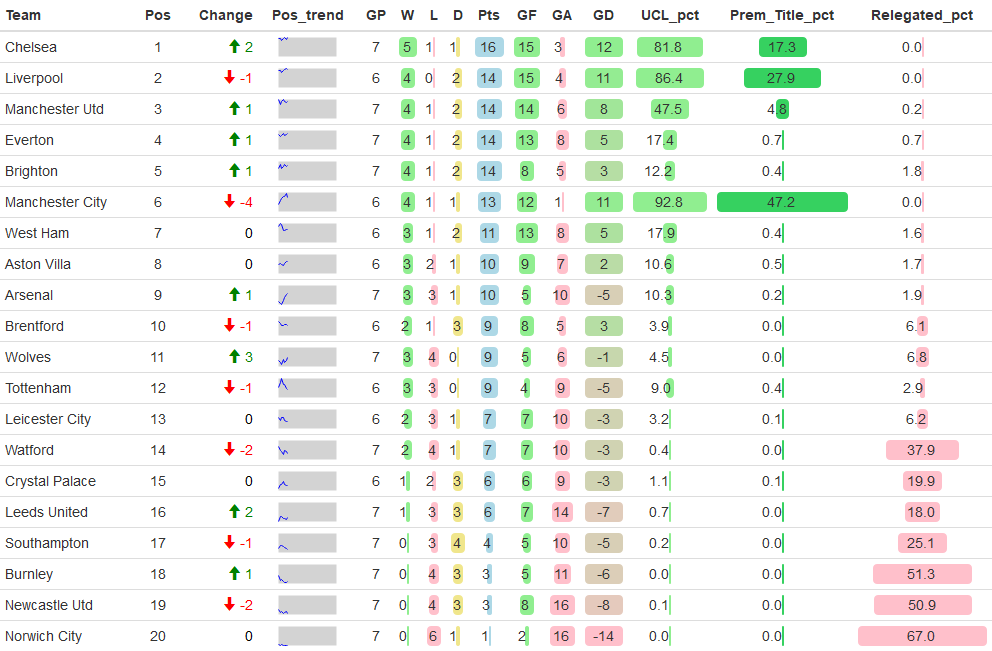 Team Pos Change Pos_trend GP W L D Pts GF GA GD UCL_pct Prem_Title_pct Relegated_pct
Chelsea 1 2 7 5 1 1 16 15 3 12 81.8 17.3 0.0
Liverpool 2 -1 6 4 0 2 14 15 4 11 86.4 27.9 0.0
Manchester Utd 3 1 7 4 1 2 14 14 6 8 47.5 4.8 0.2
Everton 4 1 7 4 1 2 14 13 8 5 17.4 0.7 0.7
Brighton 5 1 7 4 1 2 14 8 5 3 12.2 0.4 1.8
Manchester City 6 -4 6 4 1 1 13 12 1 11 92.8 47.2 0.0
West Ham 7 0 6 3 1 2 11 13 8 5 17.9 0.4 1.6
Aston Villa 8 0 6 3 2 1 10 9 7 2 10.6 0.5 1.7
Arsenal 9 1 7 3 3 1 10 5 10 -5 10.3 0.2 1.9
Brentford 10 -1 6 2 1 3 9 8 5 3 3.9 0.0 6.1
Wolves 11 3 7 3 4 0 9 5 6 -1 4.5 0.0 6.8
Tottenham 12 -1 6 3 3 0 9 4 9 -5 9.0 0.4 2.9
Leicester City 13 0 6 2 3 1 7 7 10 -3 3.2 0.1 6.2
Watford 14 -2 7 2 4 1 7 7 10 -3 0.4 0.0 37.9
Crystal Palace 15 0 6 1 2 3 6 6 9 -3 1.1 0.1 19.9
Leeds United 16 2 7 1 3 3 6 7 14 -7 0.7 0.0 18.0
Southampton 17 -1 7 0 3 4 4 5 10 -5 0.2 0.0 25.1
Burnley 18 1 7 0 4 3 3 5 11 -6 0.0 0.0 51.3
Newcastle Utd 19 -2 7 0 4 3 3 8 16 -8 0.1 0.0 50.9
Norwich City 20 0 7 0 6 1 1 2 16 -14 0.0 0.0 67.0